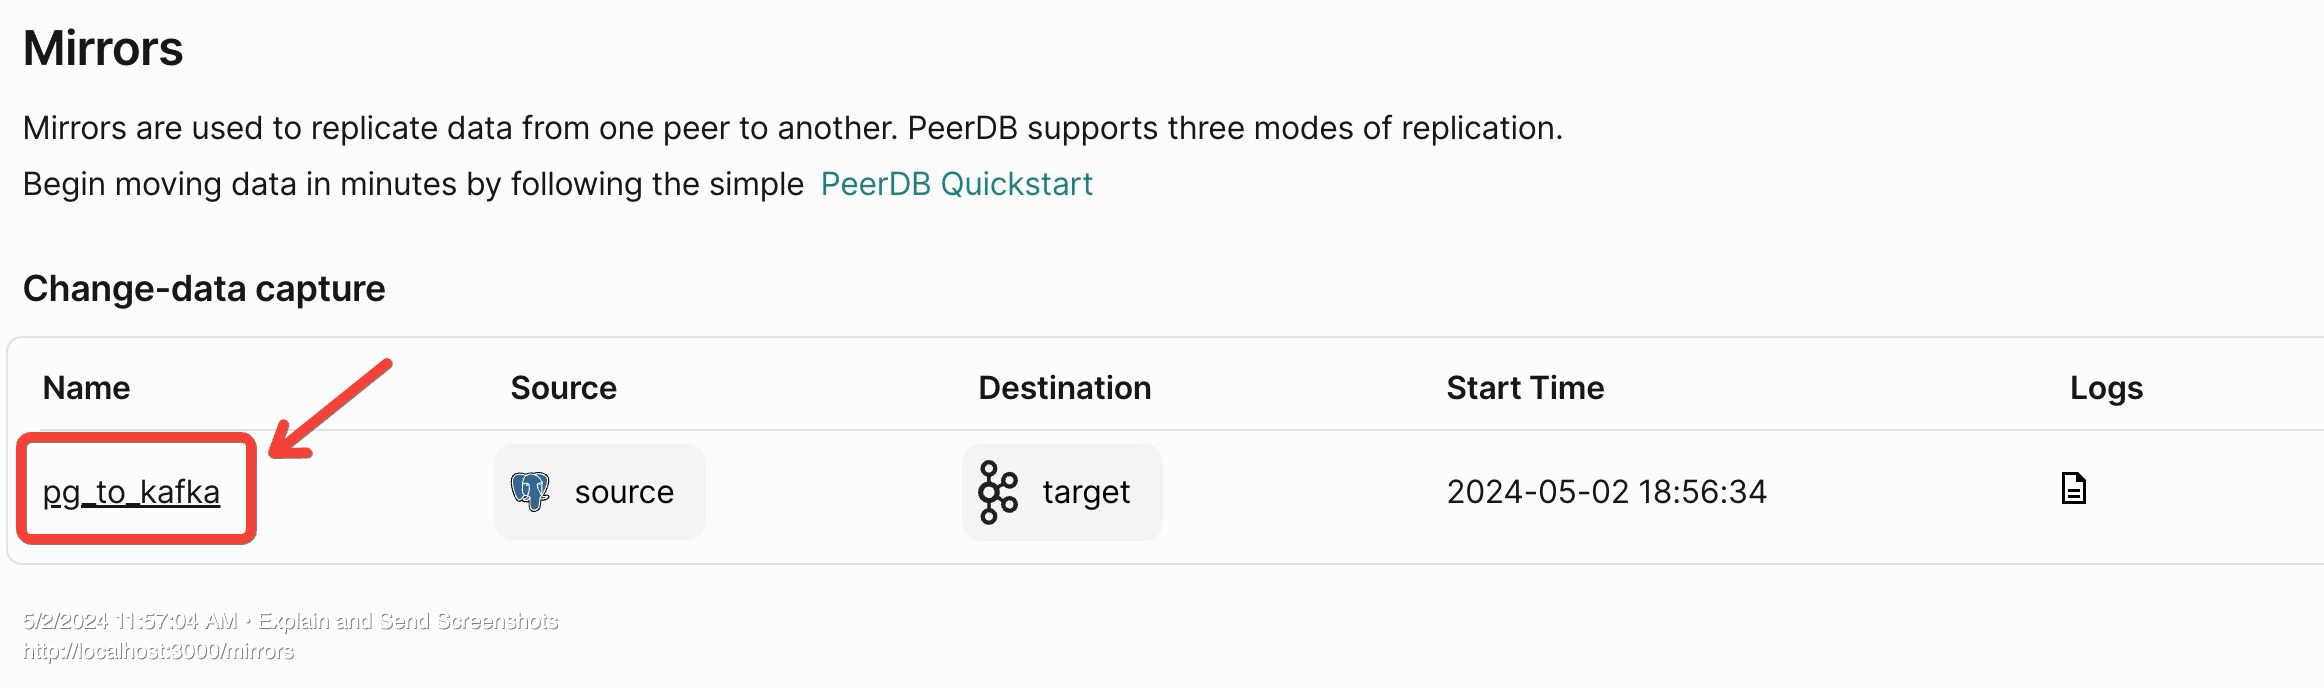 Mirrors
Mirrors are used to replicate data from one peer to another. PeerDB supports three modes of replication.
Begin moving data in minutes by following the simple PeerDB Quickstart
Change-data capture
Name Source Destination Start Time Logs
pg_to_kafka source target 2024-05-02 18:56:34
5/2/2024 11:57:04 AM · Explain and Send Screenshots
http://localhost:3000/mirrors